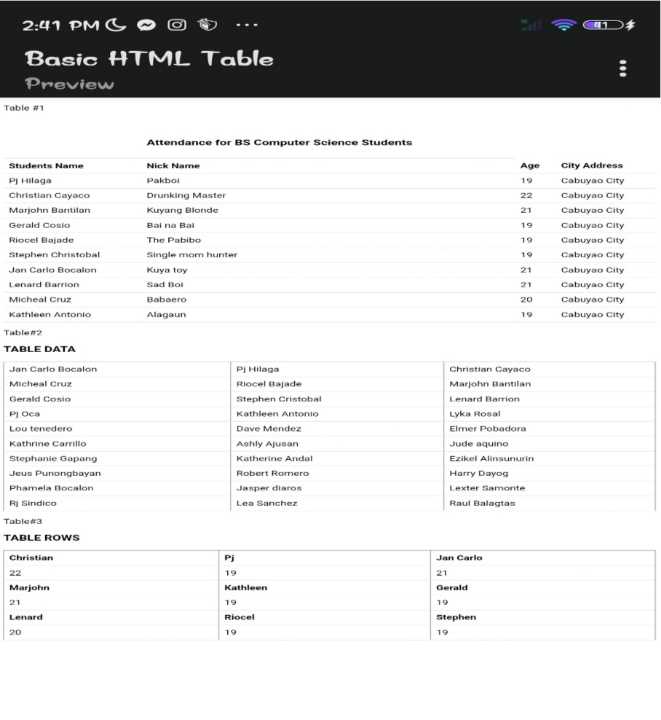 2:41 PM
41
Basic HTML Table
Preview
Table #1
Attendance for BS Computer Science Students
Students Name Nick Name Age City Address
Pj Hilaga Pakboi 19 Cabuyao City
Christian Cayaco Drunking Master 22 Cabuyao City
Marjohn Bantilan Kuyang Blonde 21 Cabuyao City
Gerald Cosio Bai na Bai 19 Cabuyao City
Riocel Bajade The Pabibo 19 Cabuyao City
Stephen Christobal Single mom hunter 19 Cabuyao City
Jan Carlo Bocalon Kuya toy 21 Cabuyao City
Lenard Barrion Sad Boi 21 Cabuyao City
Micheal Cruz Babaero 20 Cabuyao City
Kathleen Antonio Alagaun 19 Cabuyao City
Table#2
TABLE DATA
Jan Carlo Bocalon Pj Hilaga Christian Cayaco
Micheal Cruz Riocel Bajade Marjohn Bantilan
Gerald Cosio Stephen Cristobal Lenard Barrion
Pj Oca Kathleen Antonio Lyka Rosal
Lou tenedero Dave Mendez Elmer Pobadora
Kathrine Carrillo Ashly Ajusan Jude aquino
Stephanie Gapang Katherine Andal Ezikel Alinsunurin
Jeus Punongbayan Robert Romero Harry Dayog
Phamela Bocalon Jasper diaros Lexter Samonte
Rj Sindico Lea Sanchez Raul Balagtas
Table#3
TABLE ROWS
Christian Pj Jan Carlo
22 19 21
Marjohn Kathleen Gerald
21 19 19
Lenard Riocel Stephen
20 19 19